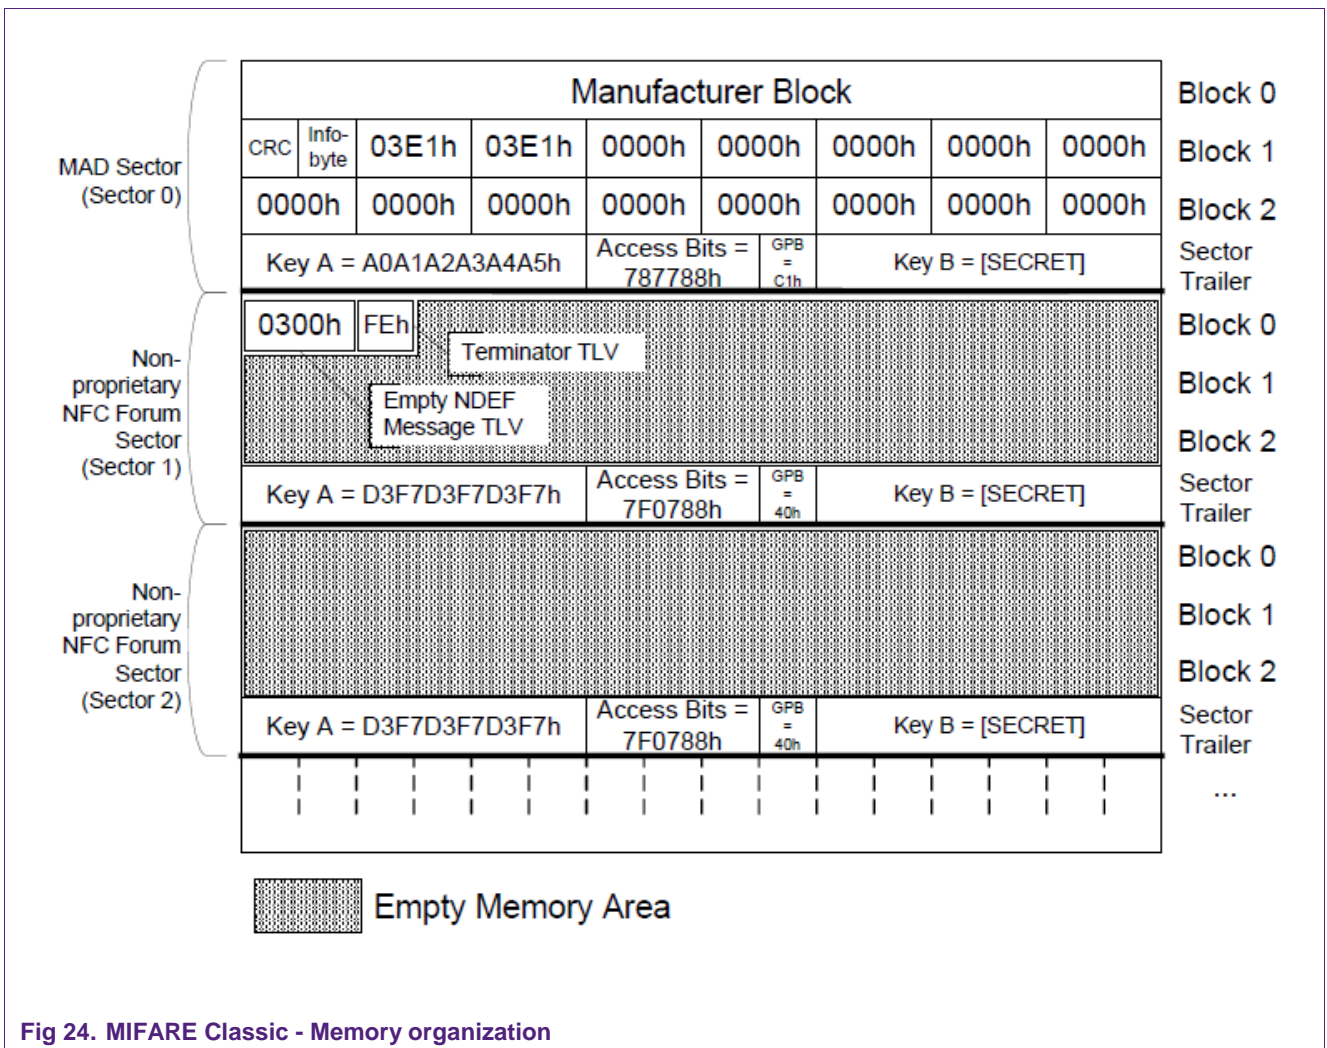 Manufacturer Block
Block 0
MAD Sector
(Sector 0)
CRC
Info-
byte
03E1h 03E1h 0000h 0000h 0000h 0000h 0000h
Block 1
0000h 0000h 0000h 0000h 0000h 0000h 0000h 0000h
Block 2
Key A = A0A1A2A3A4A5h
Access Bits =
787788h
GPB
=
C1h
Key B = [SECRET]
Sector
Trailer
Non-
proprietary
NFC Forum
Sector
(Sector 1)
0300h FEh
Block 0
Terminator TLV
Block 1
Empty NDEF
Message TLV
Block 2
Key A = D3F7D3F7D3F7h
Access Bits =
7F0788h
GPB
=
40h
Key B = [SECRET]
Sector
Trailer
Non-
proprietary
NFC Forum
Sector
(Sector 2)
Block 0
Block 1
Block 2
Key A = D3F7D3F7D3F7h
Access Bits =
7F0788h
GPB
=
40h
Key B = [SECRET]
Sector
Trailer
...
Empty Memory Area
Fig 24. MIFARE Classic - Memory organization